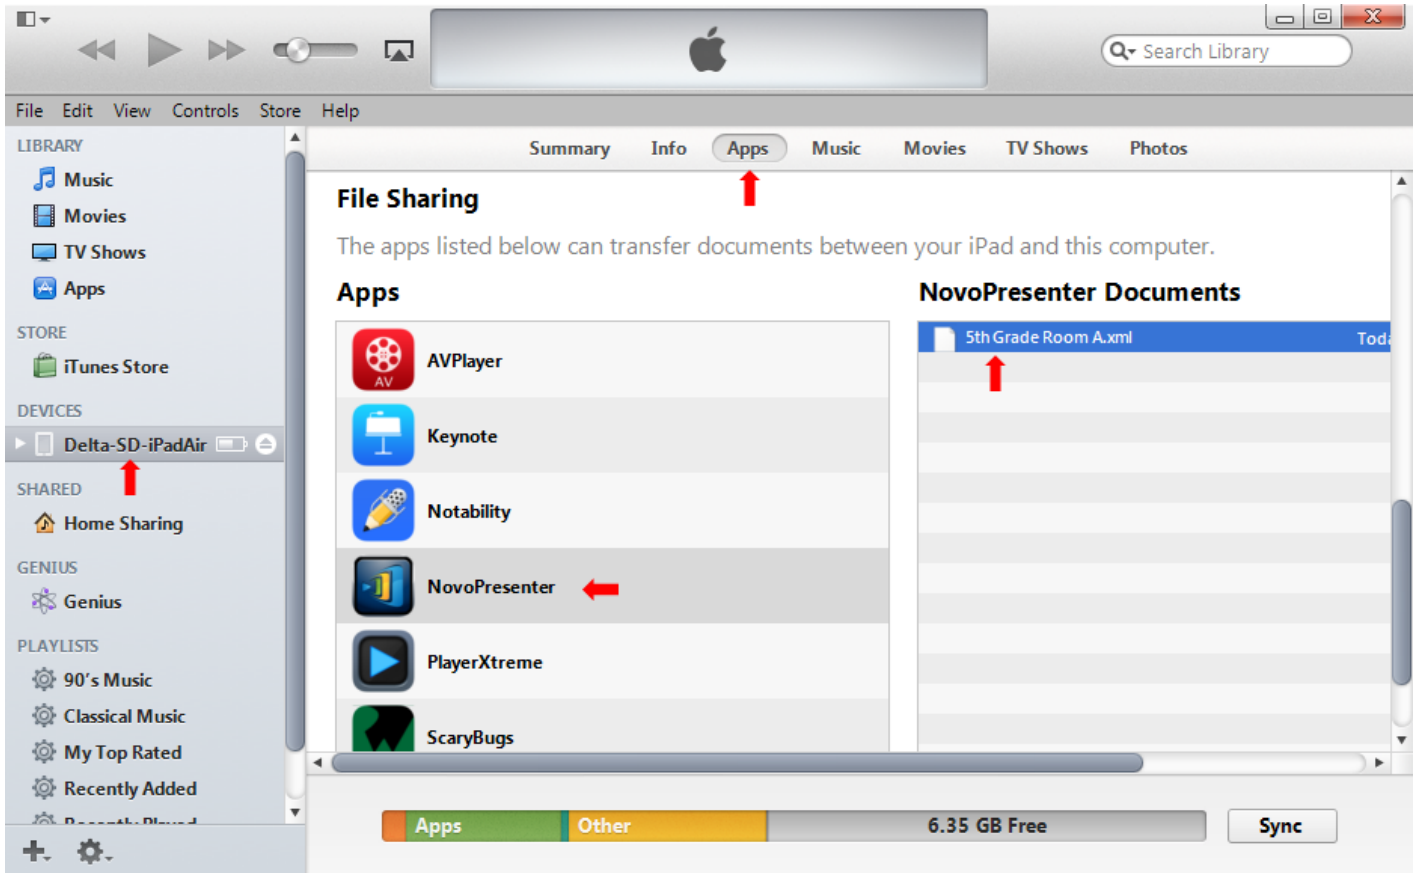 Search Library
File Edit View Controls Store Help
LIBRARY
Music
Movies
TV Shows
Apps
STORE
iTunes Store
DEVICES
Delta-SD-iPadAir
SHARED
Home Sharing
GENIUS
Genius
PLAYLISTS
90's Music
Classical Music
My Top Rated
Recently Added
Summary Info Apps Music Movies TV Shows Photos
File Sharing
The apps listed below can transfer documents between your iPad and this computer.
Apps
AV
AVPlayer
Keynote
Notability
NovoPresenter
PlayerXtreme
ScaryBugs
NovoPresenter Documents
5th Grade Room A.xml Toda
Apps Other 6.35 GB Free Sync